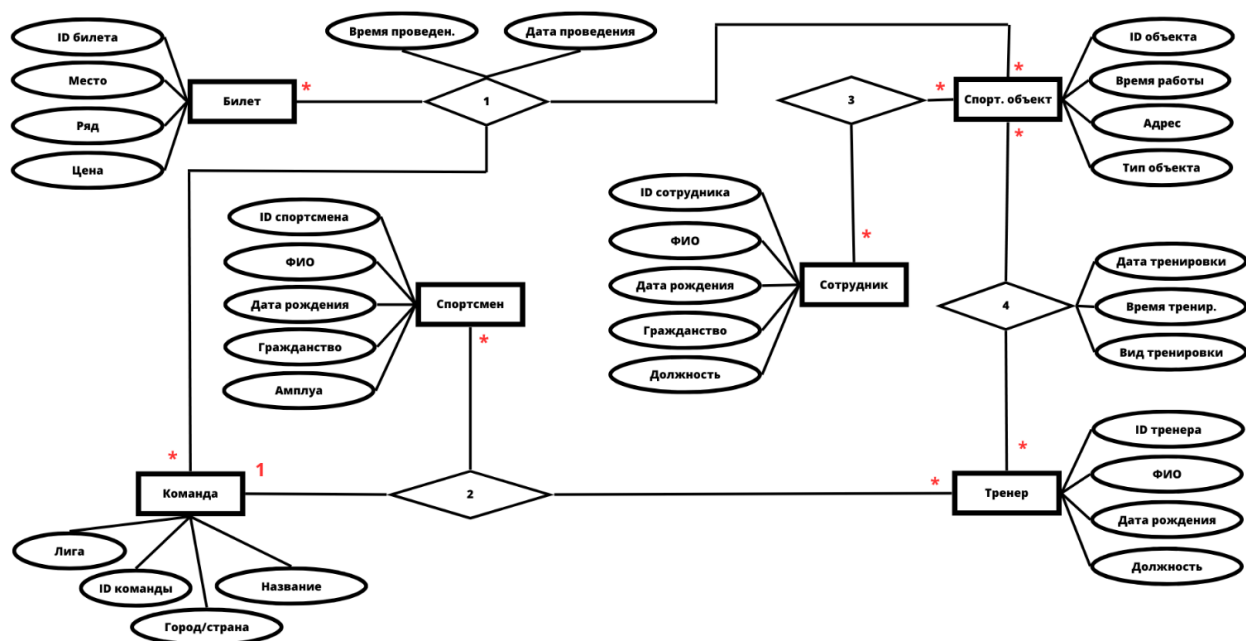 ID билета
Место
Ряд
Цена
Билет
*
Время проведен.
Дата проведения
1
*
*
3
Спорт. объект
*
ID объекта
Время работы
Адрес
Тип объекта
ID спортсмена
ФИО
Дата рождения
Гражданство
Амплуа
Спортсмен
*
ID сотрудника
ФИО
Дата рождения
Гражданство
Должность
*
Сотрудник
4
Дата тренировки
Время тренир.
Вид тренировки
*
1
Команда
2
*
*
Тренер
ID тренера
ФИО
Дата рождения
Должность
Лига
ID команды
Город/страна
Название